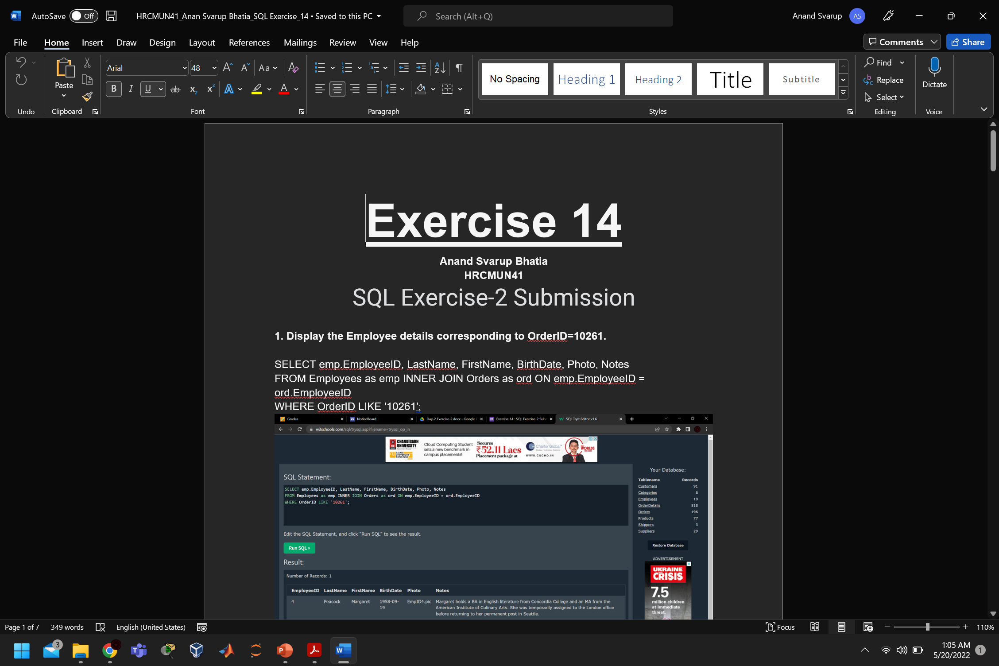 AutoSave Off HRCMUN41_Anan Svarup Bhatia_SQL Exercise_14 • Saved to this PC Search (Alt+Q) Anand Svarup AS
File Home Insert Draw Design Layout References Mailings Review View Help Comments Share
Arial 48 Aa
Paste
B I U ab
No Spacing Heading 1 Heading 2 Title Subtitle
Find
Replace
Select
Dictate
Undo Clipboard Font Paragraph Styles Editing Voice
Exercise 14
Anand Svarup Bhatia
HRCMUN41
SQL Exercise-2 Submission
1. Display the Employee details corresponding to OrderID=10261.
SELECT emp.EmployeeID, LastName, FirstName, BirthDate, Photo, Notes
FROM Employees as emp INNER JOIN Orders as ord ON emp.EmployeeID =
ord.EmployeeID
WHERE OrderID LIKE '10261';
Grades NoticeBoard Day-2 Exercise-2.docx - Google Exercise 14 : SQL Exercise-2 Sub SQL Tryit Editor v1.6
w3schools.com/sql/trysql.asp?filename=trysql_op_in
CHANDIGARH UNIVERSITY
ASIAN UNIVERSITY RANKINGS
Cloud Computing Student
sets a new benchmark in
campus placements!
Secures
₹52.11 Lacs
Placement package at
Charter Global
WWW.CUCHD.IN
WORLDS
SQL Statement:
SELECT emp.EmployeeID, LastName, FirstName, BirthDate, Photo, Notes
FROM Employees as emp INNER JOIN Orders as ord ON emp.EmployeeID = ord.EmployeeID
WHERE OrderID LIKE '10261';
Edit the SQL Statement, and click "Run SQL" to see the result.
Run SQL »
Result:
Number of Records: 1
EmployeeID LastName FirstName BirthDate Photo Notes
4 Peacock Margaret 1958-09-19 EmpID4.pic Margaret holds a BA in English literature from Concordia College and an MA from the
American Institute of Culinary Arts. She was temporarily assigned to the London office
before returning to her permanent post in Seattle.
Your Database:
Tablename Records
Customers 91
Categories 8
Employees 10
OrderDetails 518
Orders 196
Products 77
Shippers 3
Suppliers 29
Restore Database
ADVERTISEMENT
UKRAINE
CRISIS
7.5
million children
at immediate
threat.
Page 1 of 7 349 words English (United States) Focus 110%
3
1:05 AM
5/20/2022
1